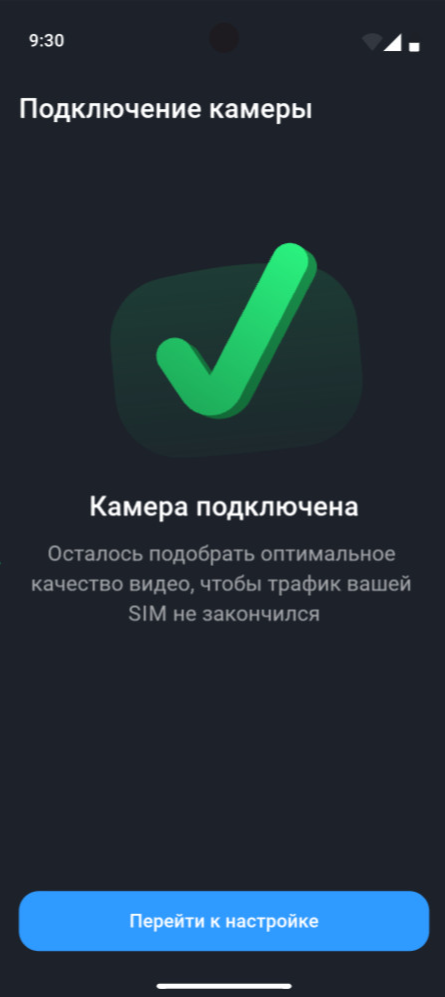 9:30
Подключение камеры
Камера подключена
Осталось подобрать оптимальное
качество видео, чтобы трафик вашей
SIM не закончился
Перейти к настройке